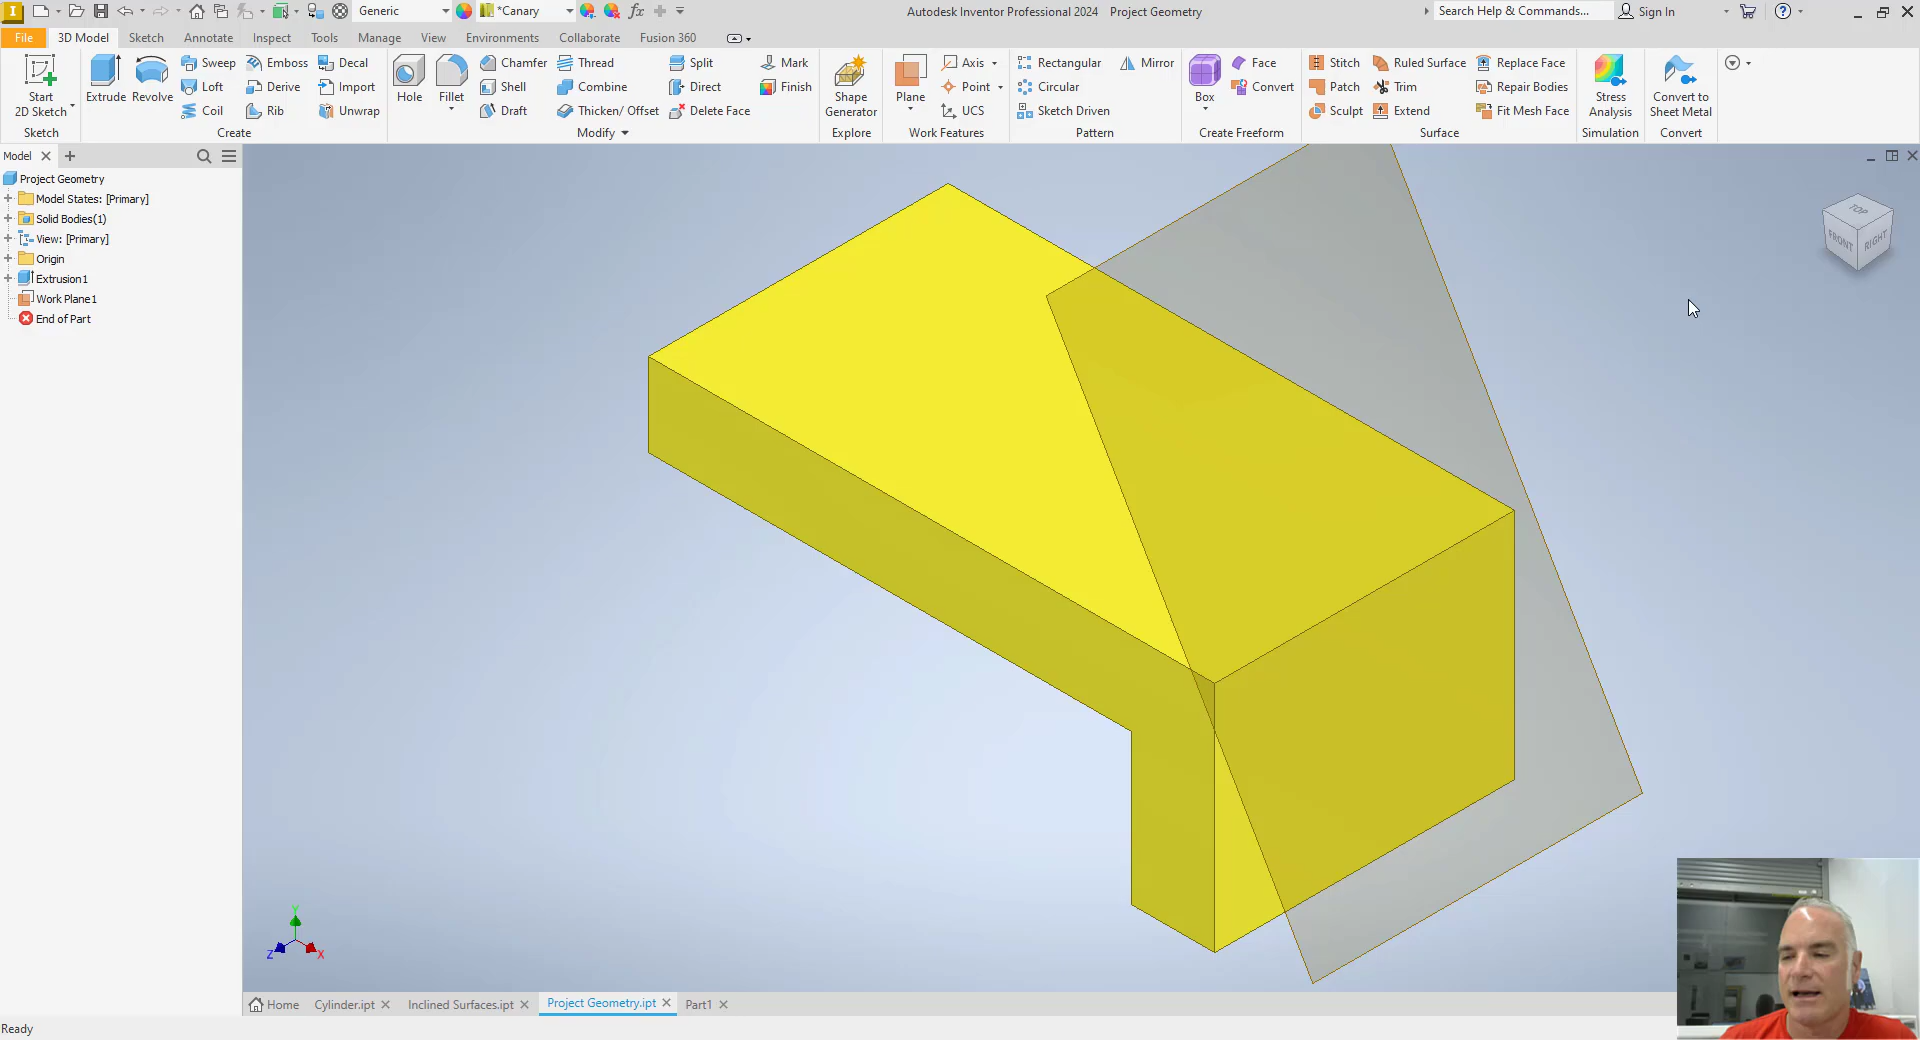 Generic
*Canary
fx
Autodesk Inventor Professional 2024 Project Geometry
Search Help & Commands...
Sign In
File 3D Model Sketch Annotate Inspect Tools Manage View Environments Collaborate Fusion 360
Start
2D Sketch
Sketch
Extrude
Revolve
Sweep Emboss Decal
Loft Derive Import
Coil Rib Unwrap
Create
Hole
Fillet
Chamfer Thread Split Mark
Shell Combine Direct Finish
Draft Thicken/ Offset Delete Face
Modify
Shape
Generator
Explore
Plane
Axis
Point
UCS
Work Features
Rectangular Mirror
Circular
Sketch Driven
Pattern
Box
Face
Convert
Create Freeform
Stitch Ruled Surface Replace Face
Patch Trim Repair Bodies
Sculpt Extend Fit Mesh Face
Surface
Stress
Analysis
Simulation
Convert to
Sheet Metal
Convert
Model
Project Geometry
Model States: [Primary]
Solid Bodies(1)
View: [Primary]
Origin
Extrusion1
Work Plane1
End of Part
TOP
FRONT
RIGHT
Y
Z
X
Home Cylinder.ipt Inclined Surfaces.ipt Project Geometry.ipt Part1
Ready